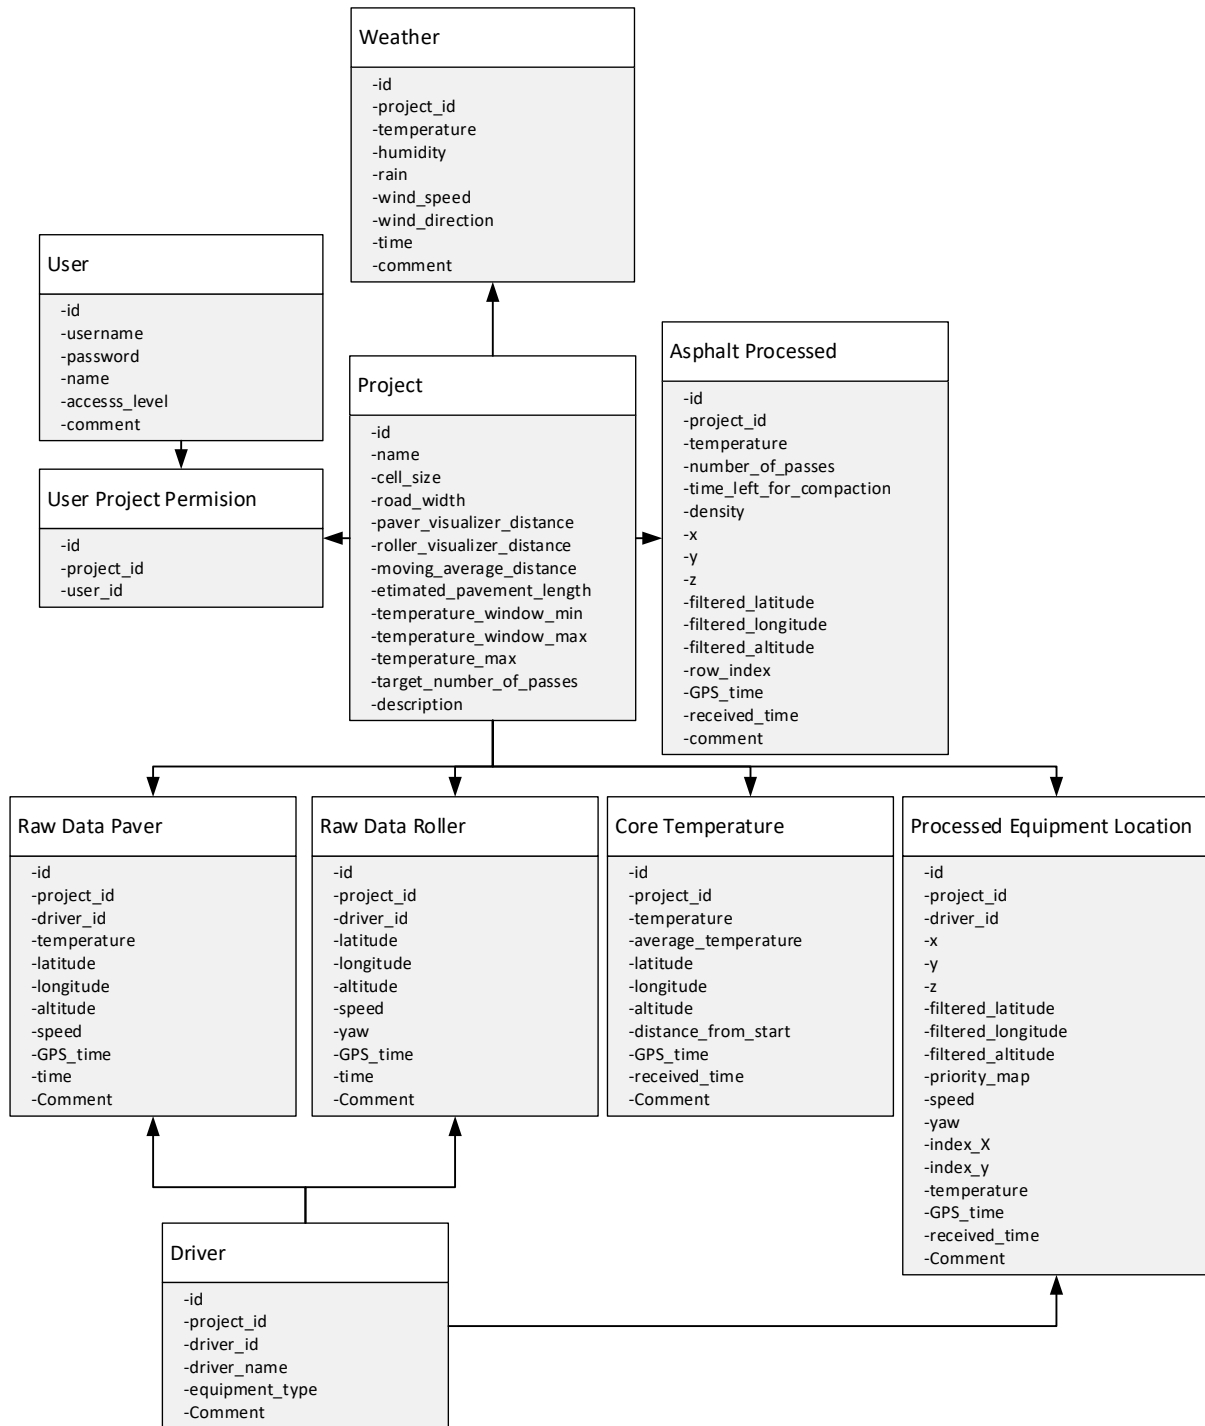 Weather
-id
-project_id
-temperature
-humidity
-rain
-wind_speed
-wind_direction
-time
-comment
User
-id
-username
-password
-name
-accesss_level
-comment
User Project Permision
-id
-project_id
-user_id
Project
-id
-name
-cell_size
-road_width
-paver_visualizer_distance
-roller_visualizer_distance
-moving_average_distance
-etimated_pavement_length
-temperature_window_min
-temperature_window_max
-temperature_max
-target_number_of_passes
-description
Asphalt Processed
-id
-project_id
-temperature
-number_of_passes
-time_left_for_compaction
-density
-x
-y
-z
-filtered_latitude
-filtered_longitude
-filtered_altitude
-row_index
-GPS_time
-received_time
-comment
Raw Data Paver
-id
-project_id
-driver_id
-temperature
-latitude
-longitude
-altitude
-speed
-GPS_time
-time
-Comment
Raw Data Roller
-id
-project_id
-driver_id
-latitude
-longitude
-altitude
-speed
-yaw
-GPS_time
-time
-Comment
Core Temperature
-id
-project_id
-temperature
-average_temperature
-latitude
-longitude
-altitude
-distance_from_start
-GPS_time
-received_time
-Comment
Processed Equipment Location
-id
-project_id
-driver_id
-x
-y
-z
-filtered_latitude
-filtered_longitude
-filtered_altitude
-priority_map
-speed
-yaw
-index_X
-index_y
-temperature
-GPS_time
-received_time
-Comment
Driver
-id
-project_id
-driver_id
-driver_name
-equipment_type
-Comment